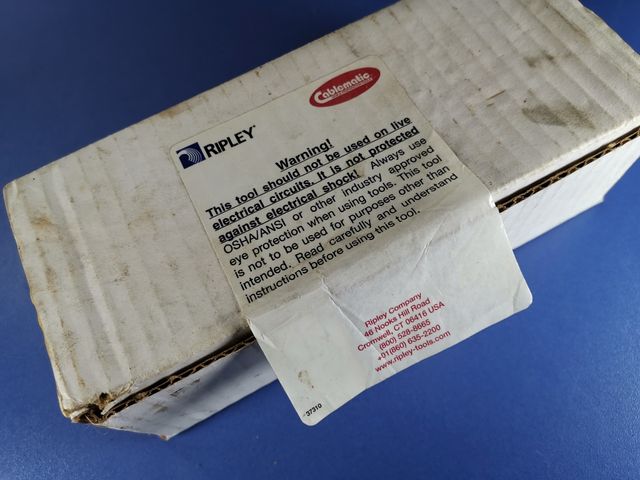 RIPLEY
Cablematic
Warning!
This tool should not be used on live
electrical circuits. It is not protected
against electrical shock! Always use
OSHA/ANSI or other industry approved
eye protection when using tools. This tool
is not to be used for purposes other than
intended. Read carefully and understand
instructions before using this tool.
Ripley Company
46 Nooks Hill Road
Cromwell, CT 06416 USA
(800) 528-8665
+01(860) 635-2200
www.ripley-tools.com
37310